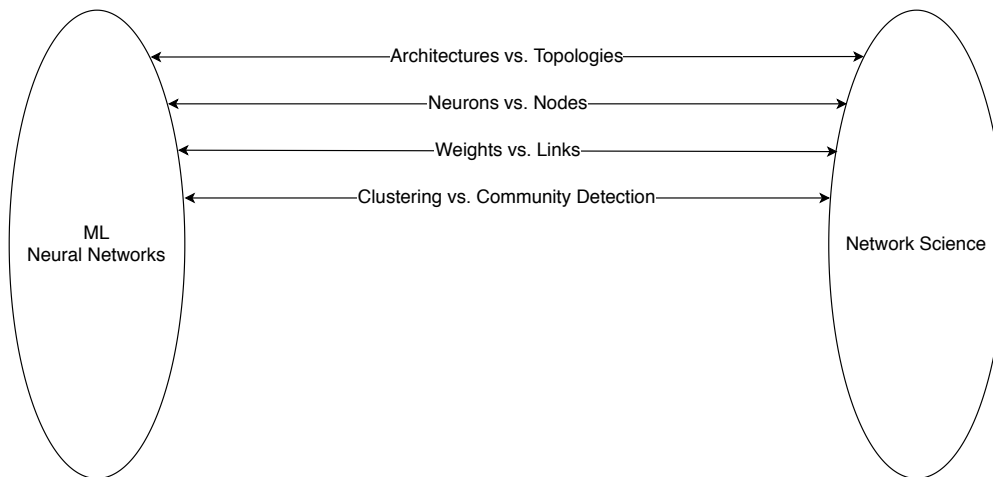 Architectures vs. Topologies
Neurons vs. Nodes
Weights vs. Links
Clustering vs. Community Detection
ML
Neural Networks
Network Science